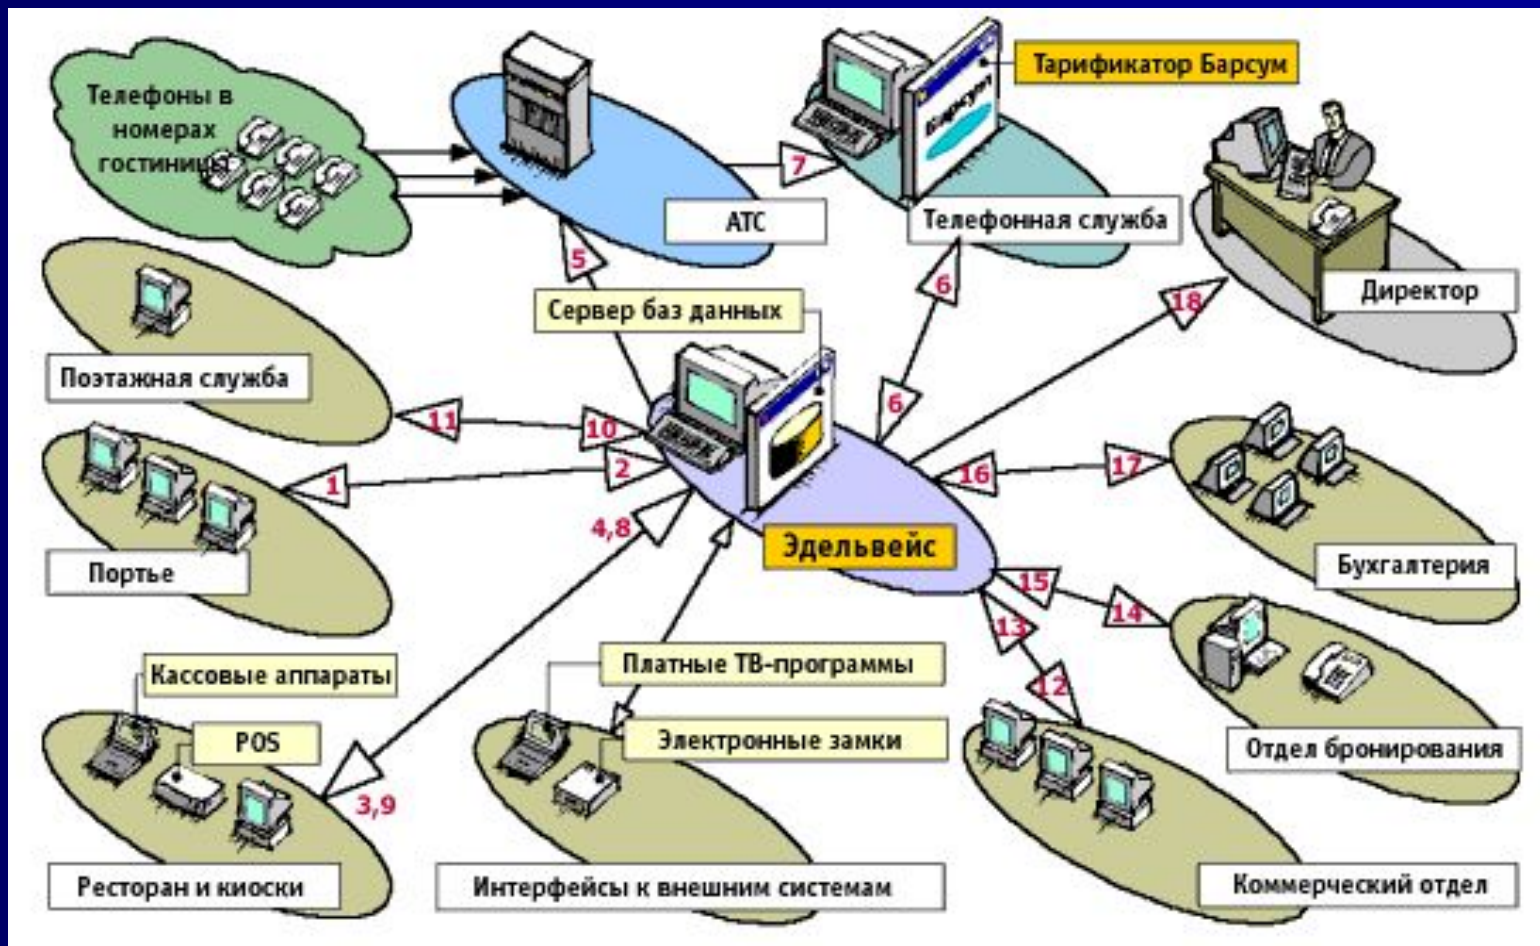 Телефоны в
номерах
гостиницы
АТС
7
Барсум
Тарификатор Барсум
Телефонная служба
Директор
5
6
18
Сервер баз данных
Поэтажная служба
11
10
6
1
2
16
17
4,8
Портье
Эдельвейс
Бухгалтерия
15
14
13
12
Кассовые аппараты
POS
Платные ТВ-программы
Электронные замки
Отдел бронирования
3,9
Ресторан и киоски
Интерфейсы к внешним системам
Коммерческий отдел